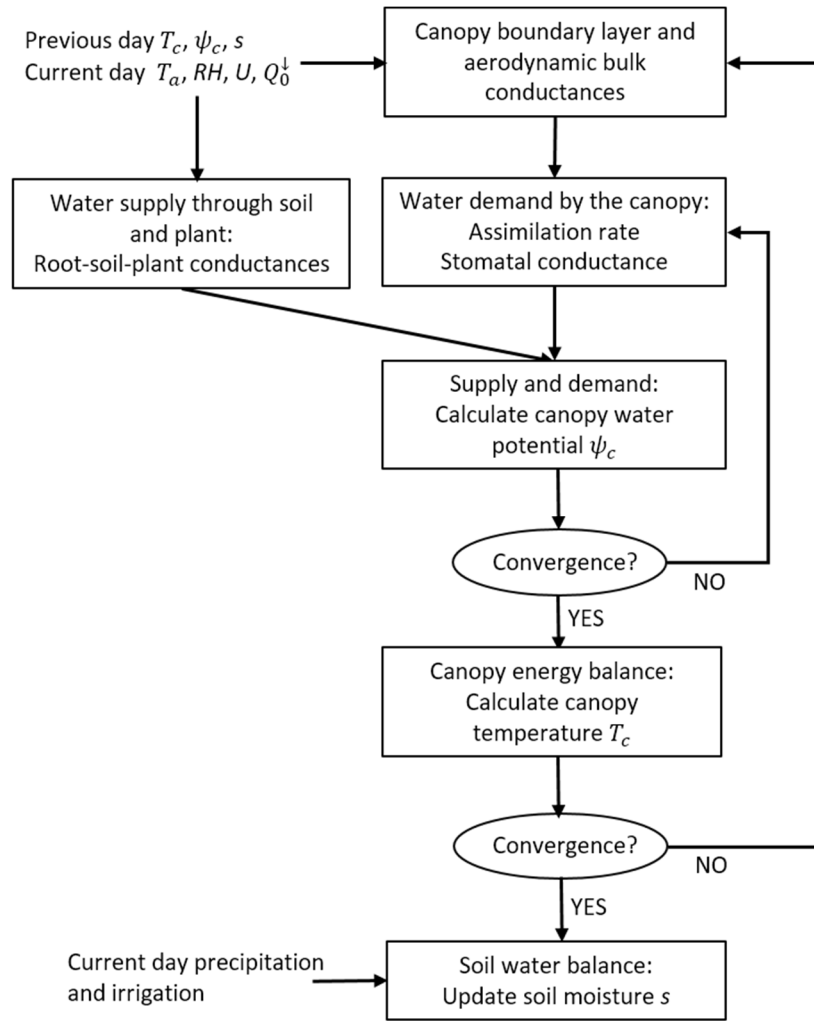 Previous day T_c, ψ_c, s
Current day T_a, RH, U, Q_0^↓
Canopy boundary layer and
aerodynamic bulk
conductances
Water supply through soil
and plant:
Root-soil-plant conductances
Water demand by the canopy:
Assimilation rate
Stomatal conductance
Supply and demand:
Calculate canopy water
potential ψ_c
Convergence?
NO
YES
Canopy energy balance:
Calculate canopy
temperature T_c
Convergence?
NO
YES
Current day precipitation
and irrigation
Soil water balance:
Update soil moisture s